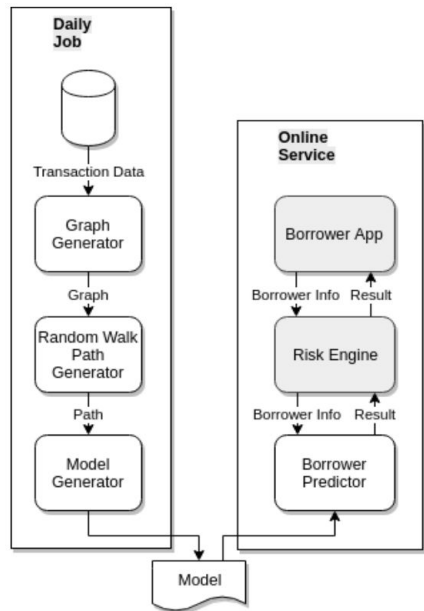 Daily
Job
Transaction Data
Graph
Generator
Graph
Random Walk
Path
Generator
Path
Model
Generator
Online
Service
Borrower App
Borrower Info Result
Risk Engine
Borrower Info Result
Borrower
Predictor
Model